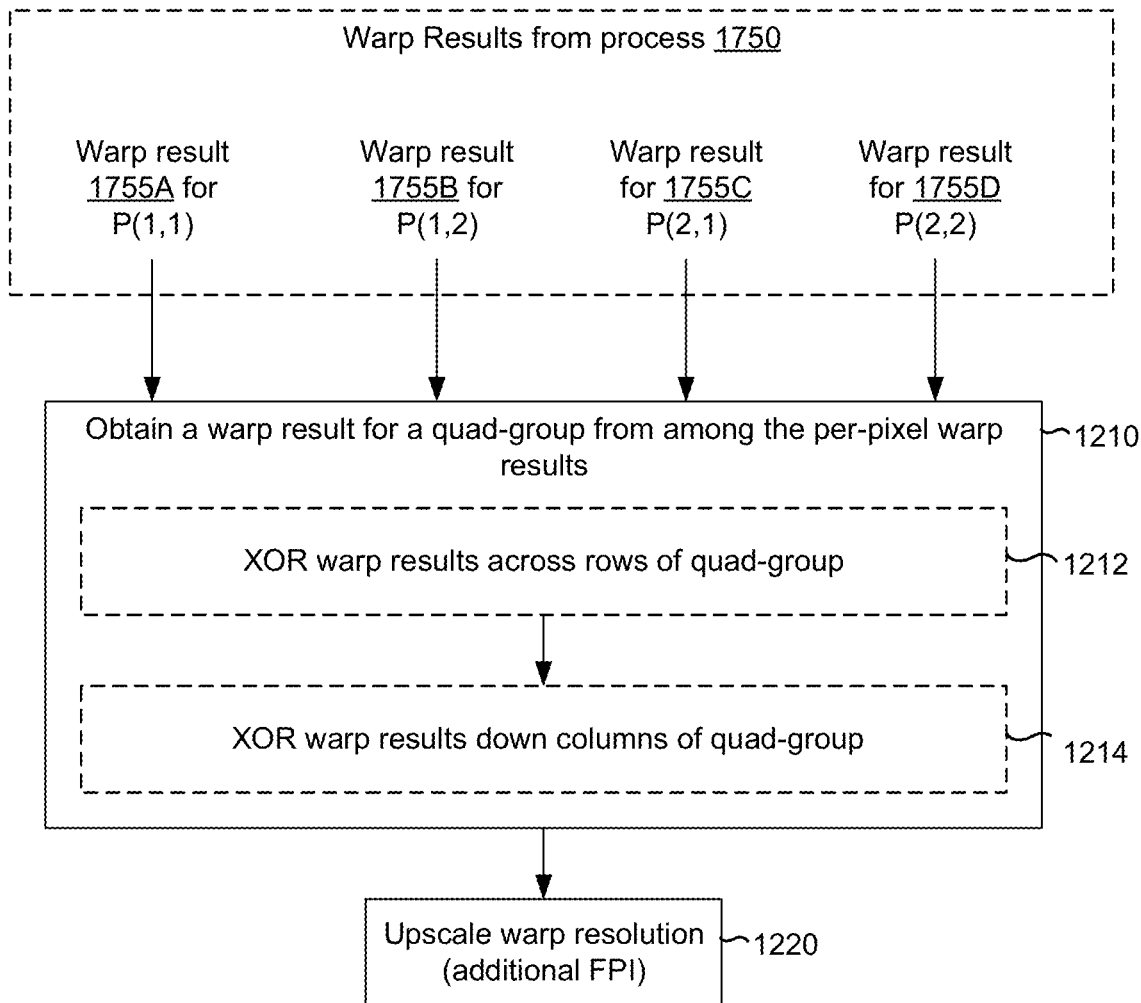 Warp Results from process 1750
Warp result
1755A for
P(1,1)
Warp result
1755B for
P(1,2)
Warp result
for 1755C
P(2,1)
Warp result
for 1755D
P(2,2)
Obtain a warp result for a quad-group from among the per-pixel warp
results
1210
XOR warp results across rows of quad-group
1212
XOR warp results down columns of quad-group
1214
Upscale warp resolution
(additional FPI)
1220